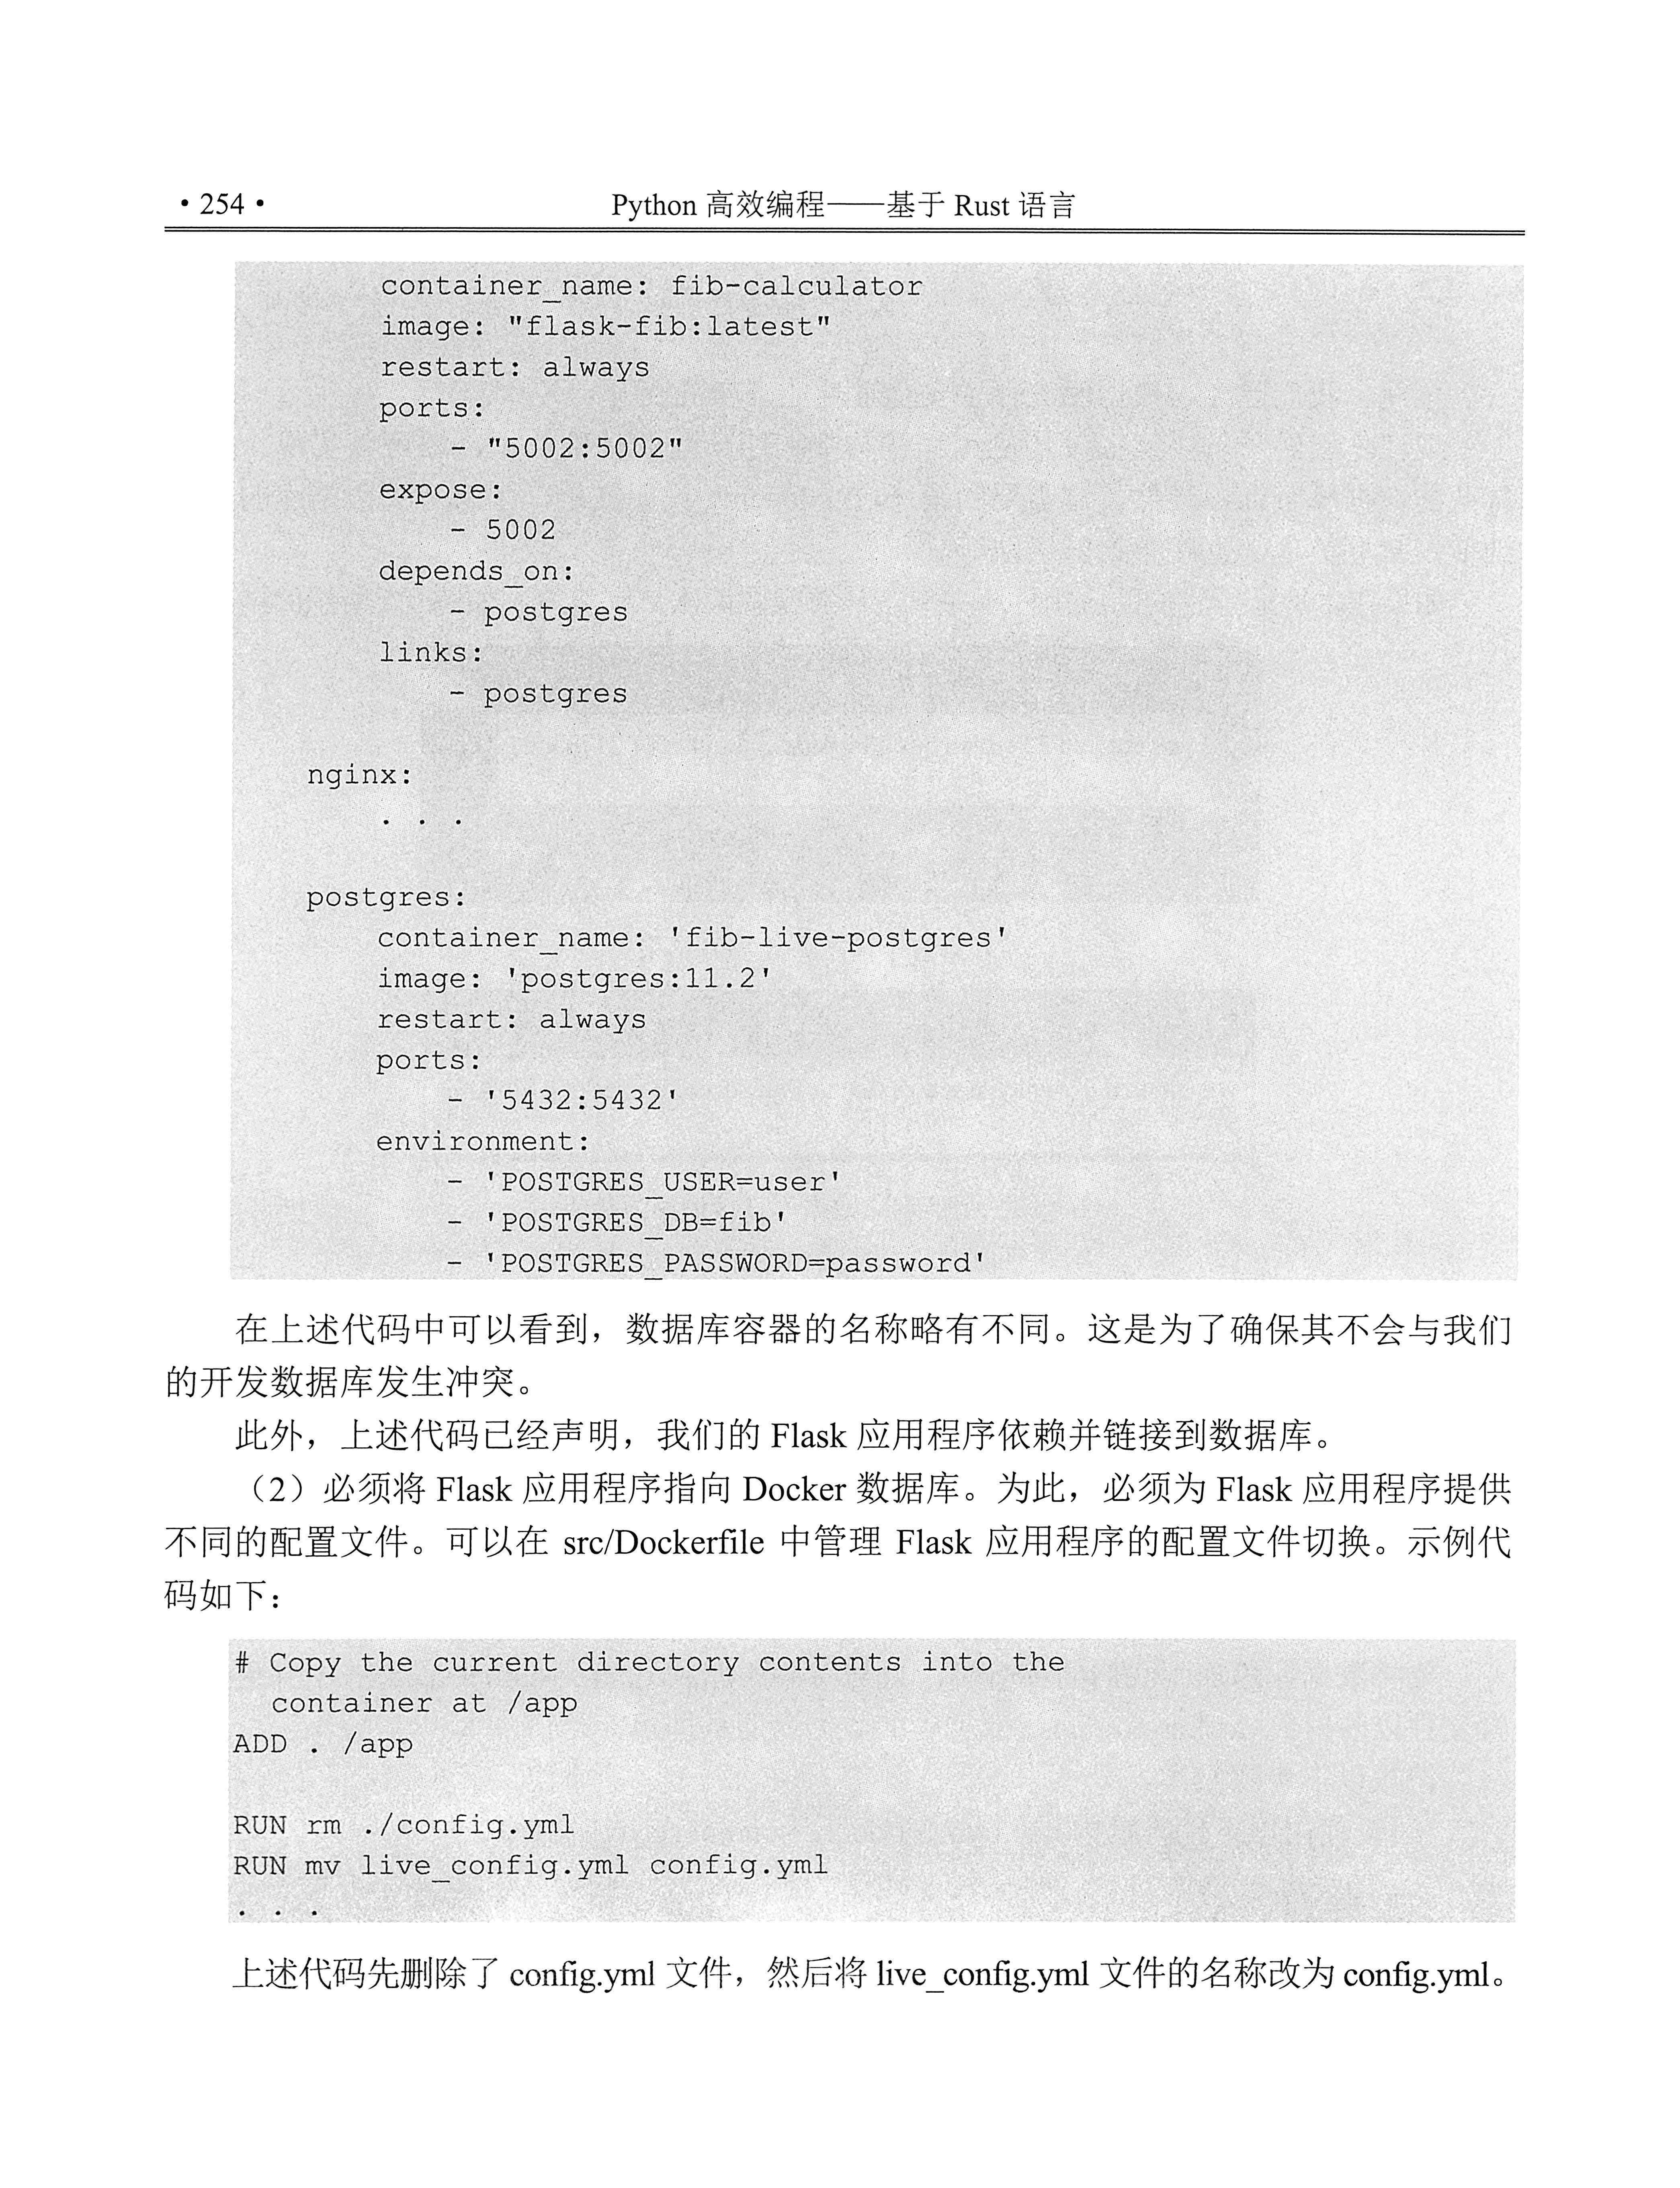 • 254 •
Python 高效编程——基于 Rust 语言
container_name: fib-calculator
image: "flask-fib:latest"
restart: always
ports:
- "5002:5002"
expose:
- 5002
depends_on:
- postgres
links:
- postgres
nginx:
. . .
postgres:
container_name: 'fib-live-postgres'
image: 'postgres:11.2'
restart: always
ports:
- '5432:5432'
environment:
- 'POSTGRES_USER=user'
- 'POSTGRES_DB=fib'
- 'POSTGRES_PASSWORD=password'
在上述代码中可以看到，数据库容器的名称略有不同。这是为了确保其不会与我们
的开发数据库发生冲突。
此外，上述代码已经声明，我们的 Flask 应用程序依赖并链接到数据库。
（2）必须将 Flask 应用程序指向 Docker 数据库。为此，必须为 Flask 应用程序提供
不同的配置文件。可以在 src/Dockerfile 中管理 Flask 应用程序的配置文件切换。示例代
码如下：
# Copy the current directory contents into the
container at /app
ADD . /app
RUN rm ./config.yml
RUN mv live_config.yml config.yml
. . .
上述代码先删除了 config.yml 文件，然后将 live_config.yml 文件的名称改为 config.yml。